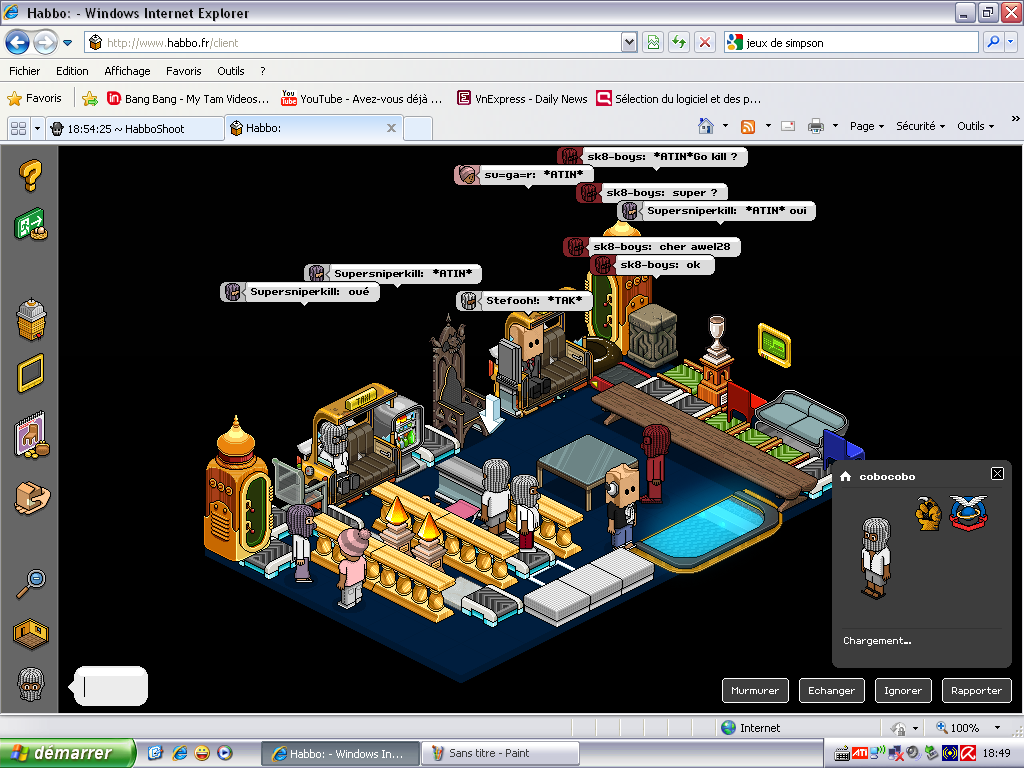 Habbo: - Windows Internet Explorer
http://www.habbo.fr/client
jeux de simpson
Fichier Edition Affichage Favoris Outils ?
Favoris
Bang Bang - My Tam Videos...
YouTube - Avez-vous déjà ...
VnExpress - Daily News
Sélection du logiciel et des p...
18:54:25 ~ HabboShoot
Habbo:
Page Sécurité Outils »
sk8-boys: *ATIN*Go kill ?
su=ga=r: *ATIN*
sk8-boys: super ?
Supersniperkill: *ATIN* oui
sk8-boys: cher awel28
sk8-boys: ok
Supersniperkill: *ATIN*
Supersniperkill: oué
Stefooh!: *TAK*
TAXI
cobocobo
Chargement...
Murmurer Echanger Ignorer Rapporter
Internet
100%
démarrer
Habbo: - Windows In...
Sans titre - Paint
ATI
18:49